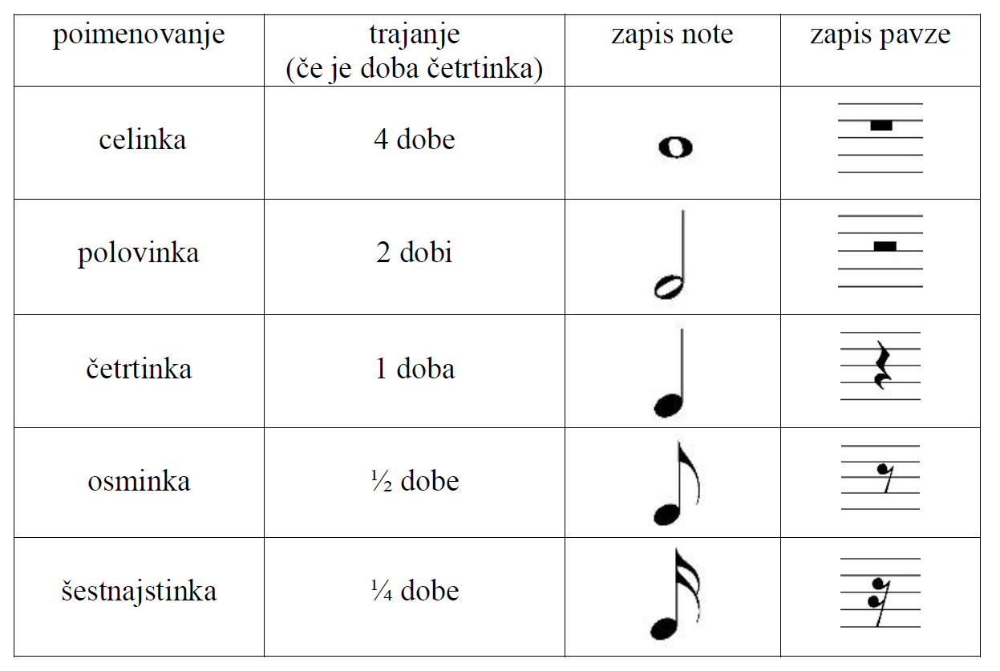 poimenovanje
trajanje
(če je doba četrtinka)
zapis note
zapis pavze
celinka
4 dobe
polovinka
2 dobi
četrtinka
1 doba
osminka
½ dobe
šestnajstinka
¼ dobe